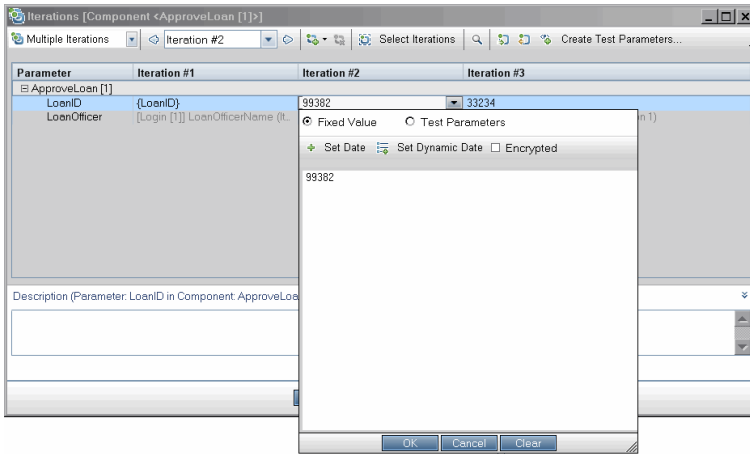 Iterations [Component <ApproveLoan [1]>]
Multiple Iterations Iteration #2 Select Iterations Create Test Parameters...
Parameter Iteration #1 Iteration #2 Iteration #3
ApproveLoan [1]
LoanID {LoanID} 99382 33234
LoanOfficer [Login [1]] LoanOfficerName (It.. on 1)
Fixed Value Test Parameters
Set Date Set Dynamic Date Encrypted
99382
Description (Parameter: LoanID in Component: ApproveLoa
OK Cancel Clear